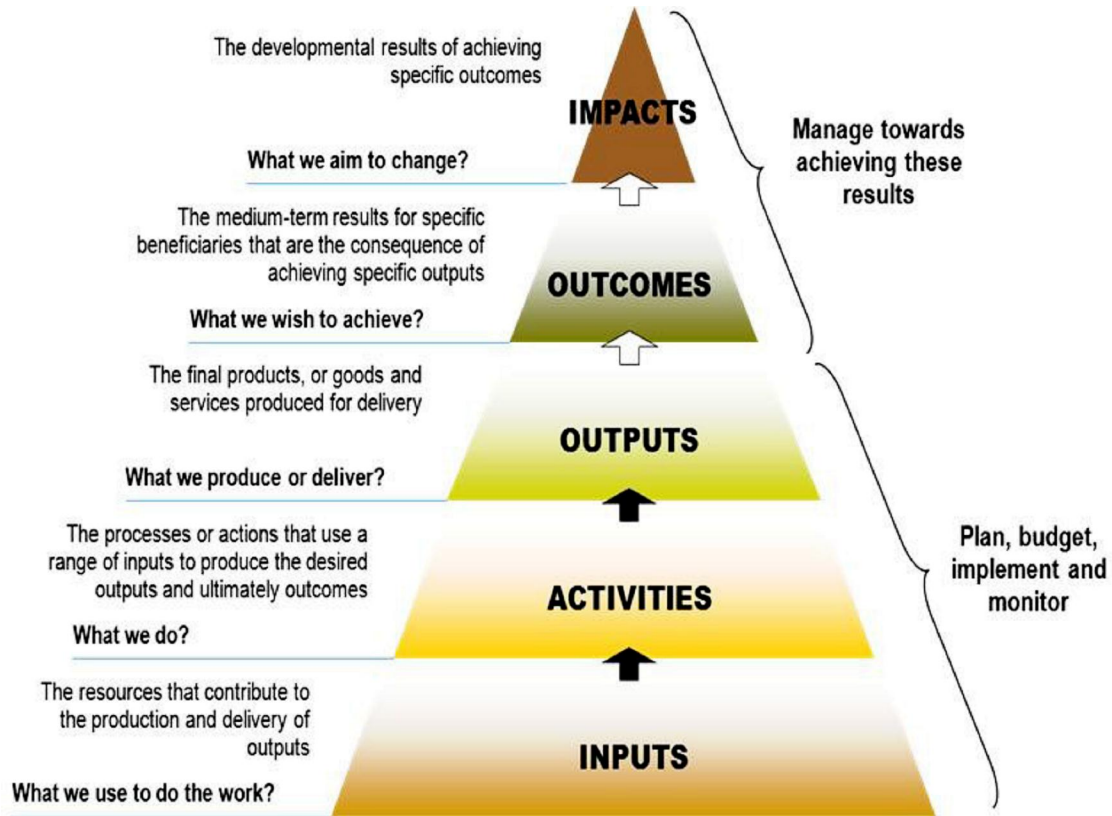 The developmental results of achieving
specific outcomes
IMPACTS
What we aim to change?
Manage towards
achieving these
results
The medium-term results for specific
beneficiaries that are the consequence of
achieving specific outputs
OUTCOMES
What we wish to achieve?
The final products, or goods and
services produced for delivery
OUTPUTS
What we produce or deliver?
The processes or actions that use a
range of inputs to produce the desired
outputs and ultimately outcomes
ACTIVITIES
What we do?
Plan, budget,
implement and
monitor
The resources that contribute to
the production and delivery of
outputs
INPUTS
What we use to do the work?